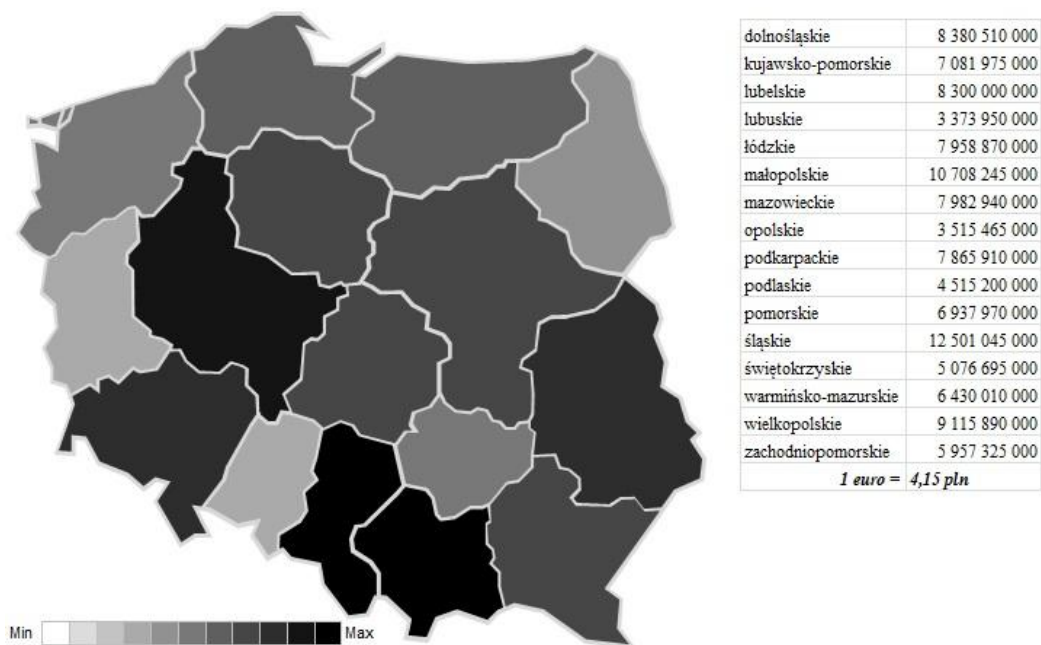 dolnośląskie 8 380 510 000
kujawsko-pomorskie 7 081 975 000
lubelskie 8 300 000 000
lubuskie 3 373 950 000
łódzkie 7 958 870 000
małopolskie 10 708 245 000
mazowieckie 7 982 940 000
opolskie 3 515 465 000
podkarpackie 7 865 910 000
podlaskie 4 515 200 000
pomorskie 6 937 970 000
śląskie 12 501 045 000
świętokrzyskie 5 076 695 000
warmińsko-mazurskie 6 430 010 000
wielkopolskie 9 115 890 000
zachodniopomorskie 5 957 325 000
1 euro = 4,15 pln
Min Max